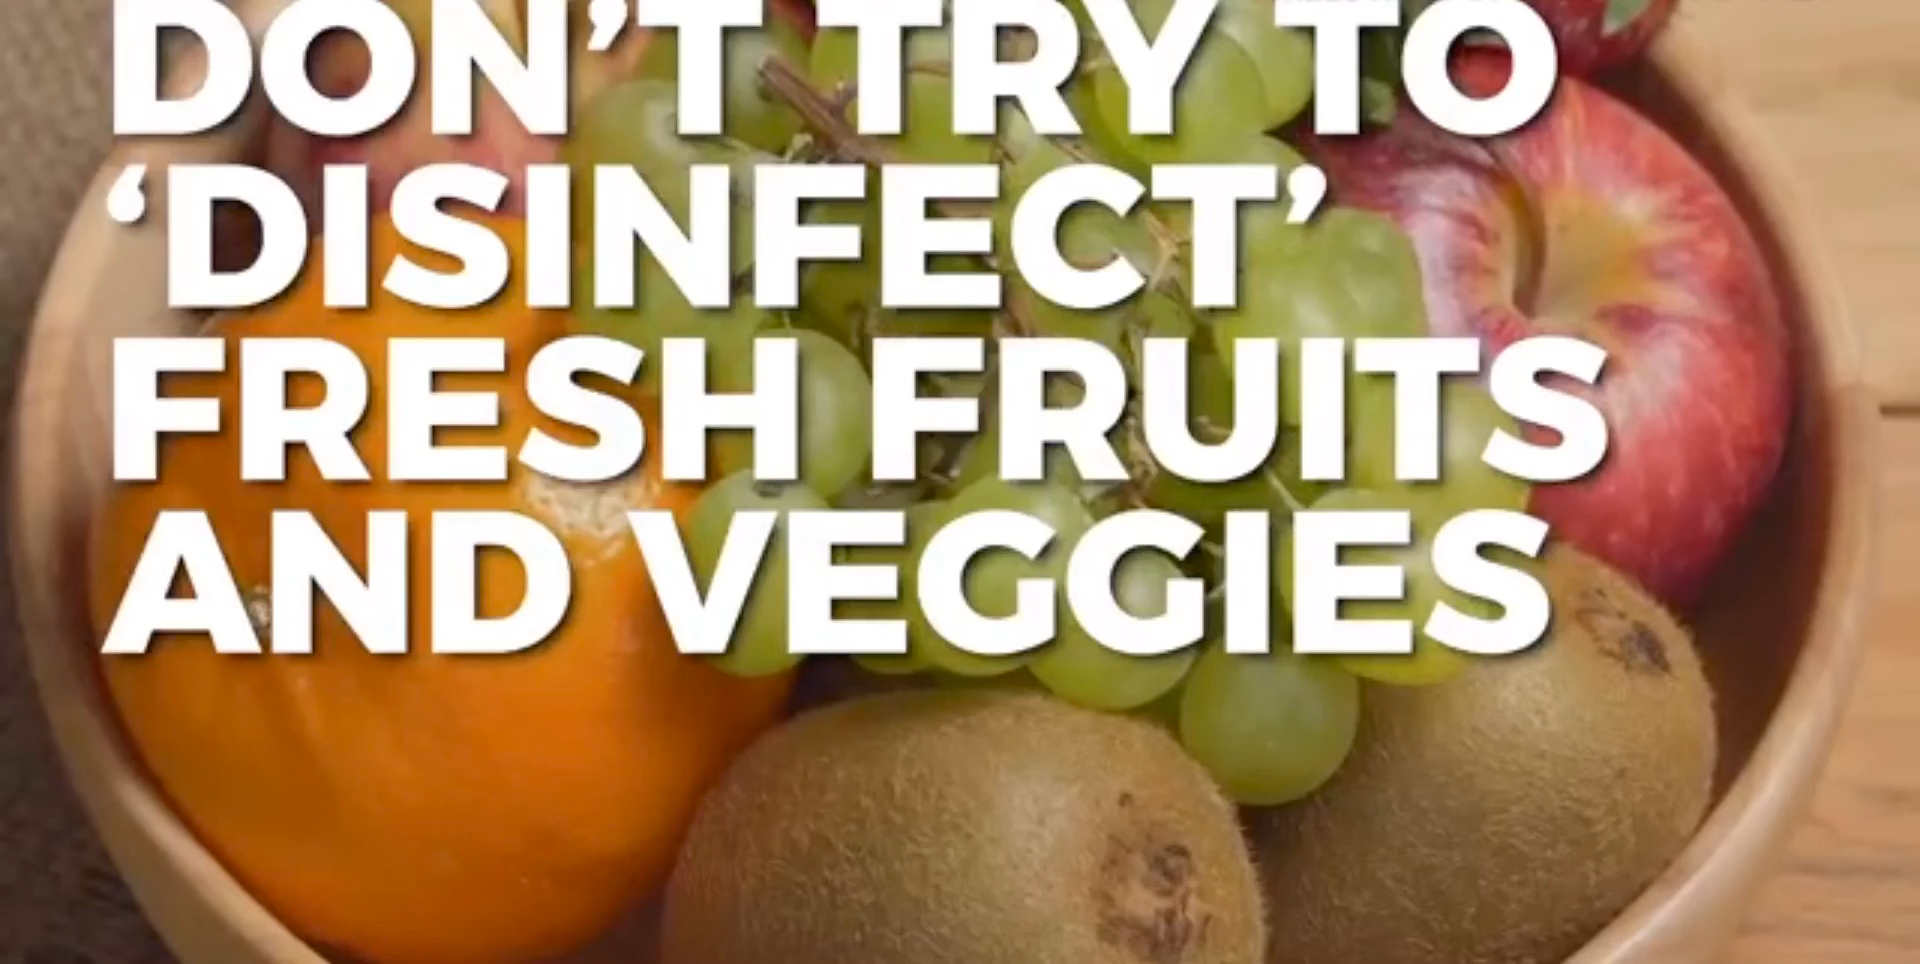 DON’T TRY TO
‘DISINFECT’
FRESH FRUITS
AND VEGGIES